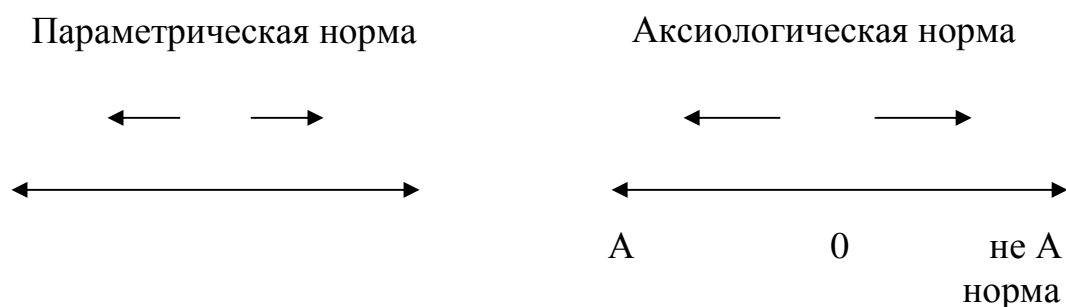 Параметрическая норма
Аксиологическая норма
А 0 не А
норма